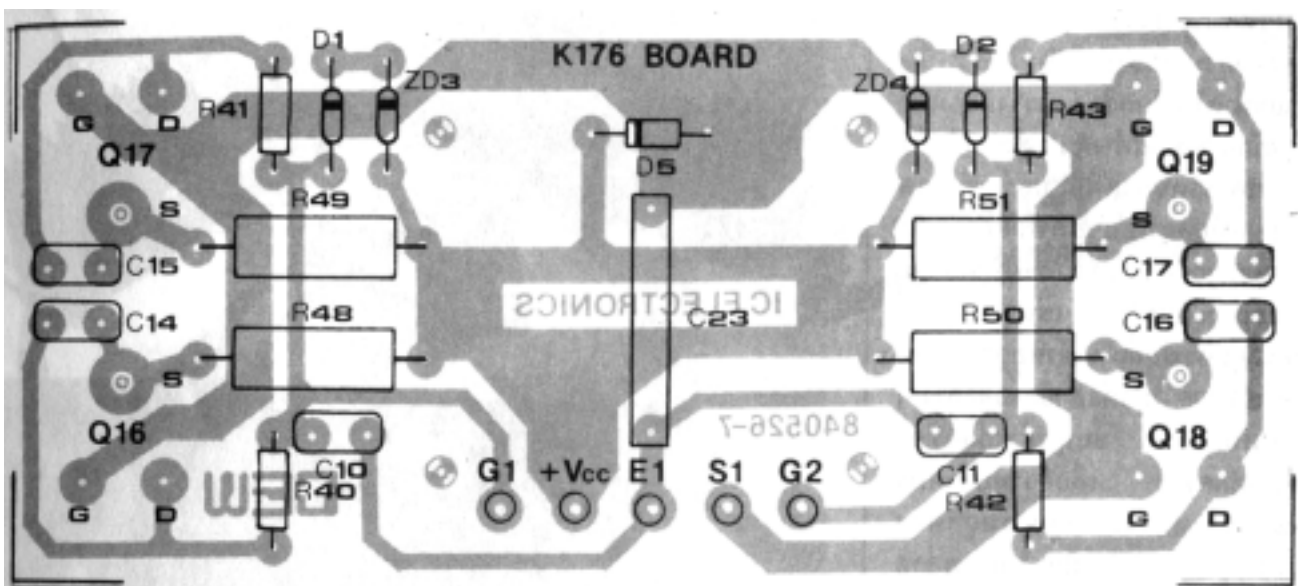 D1
K176 BOARD
D2
ZD3
ZD4
R41
R43
G D
G D
Q17
D5
Q19
S
R49
R51
S
C15
C17
IC ELECTRONICS
C14
R48
C23
R50
C16
S
S
840526-7
Q16
Q18
C10
G1 +Vcc E1 S1 G2
C11
R40
R42
G D
G D